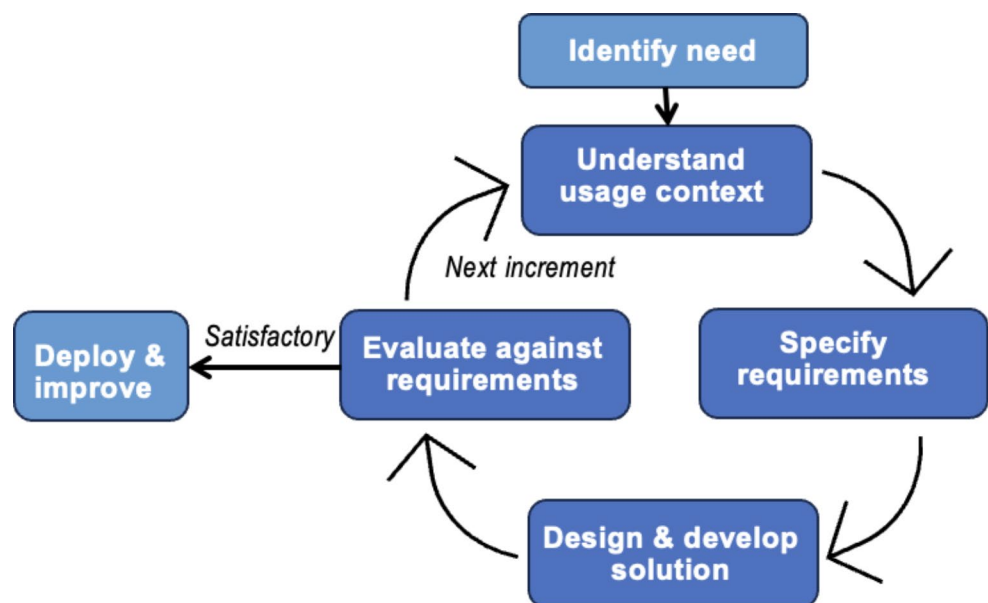 Identify need
Understand
usage context
Next increment
Satisfactory
Deploy &
improve
Evaluate against
requirements
Specify
requirements
Design & develop
solution